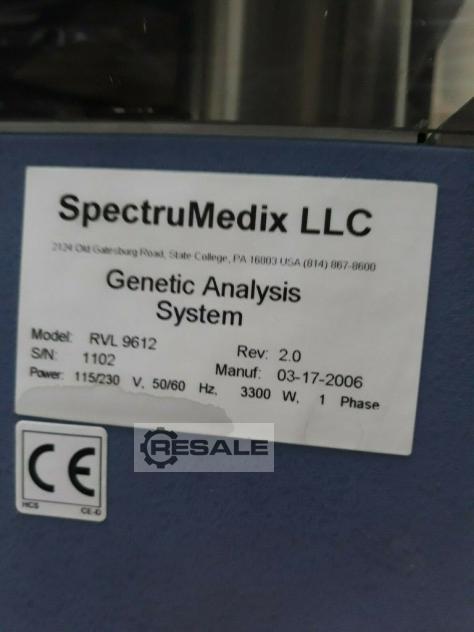 SpectruMedix LLC
2124 Old Gatesburg Road, State College, PA 16803 USA (814) 867-8600
Genetic Analysis
System
Model: RVL 9612 Rev: 2.0
S/N: 1102 Manuf: 03-17-2006
Power: 115/230 V, 50/60 Hz, 3300 W, 1 Phase
RESALE
CE
HCS CE-D